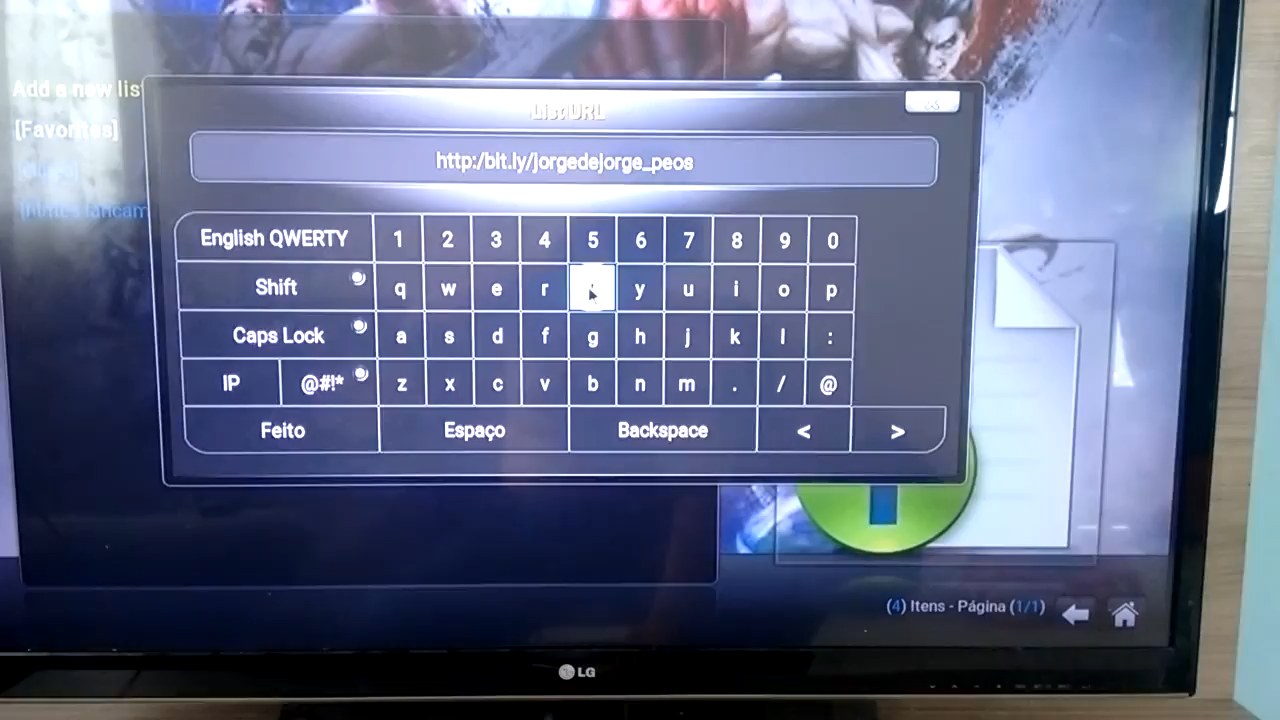 List URL
Add a new lis
[Favorites]
http:/bit.ly/jorgedejorge_peos
English QWERTY 1 2 3 4 5 6 7 8 9 0
Shift q w e r y u i o p
Caps Lock a s d f g h j k l :
IP @#!* z x c v b n m . / @
Feito Espaço Backspace < >
(4) Itens - Página (1/1)
LG